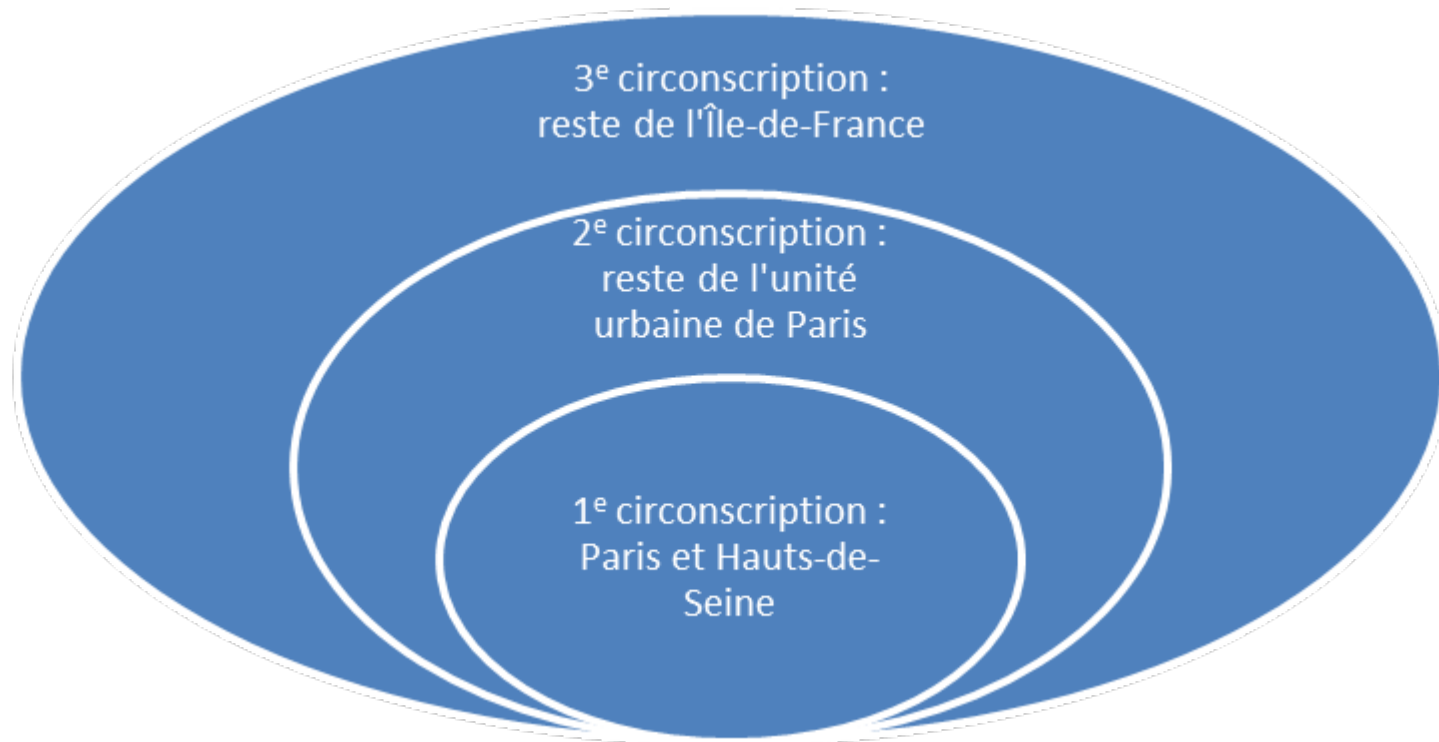 3e circonscription :
reste de l'Île-de-France
2e circonscription :
reste de l'unité
urbaine de Paris
1e circonscription :
Paris et Hauts-de-
Seine